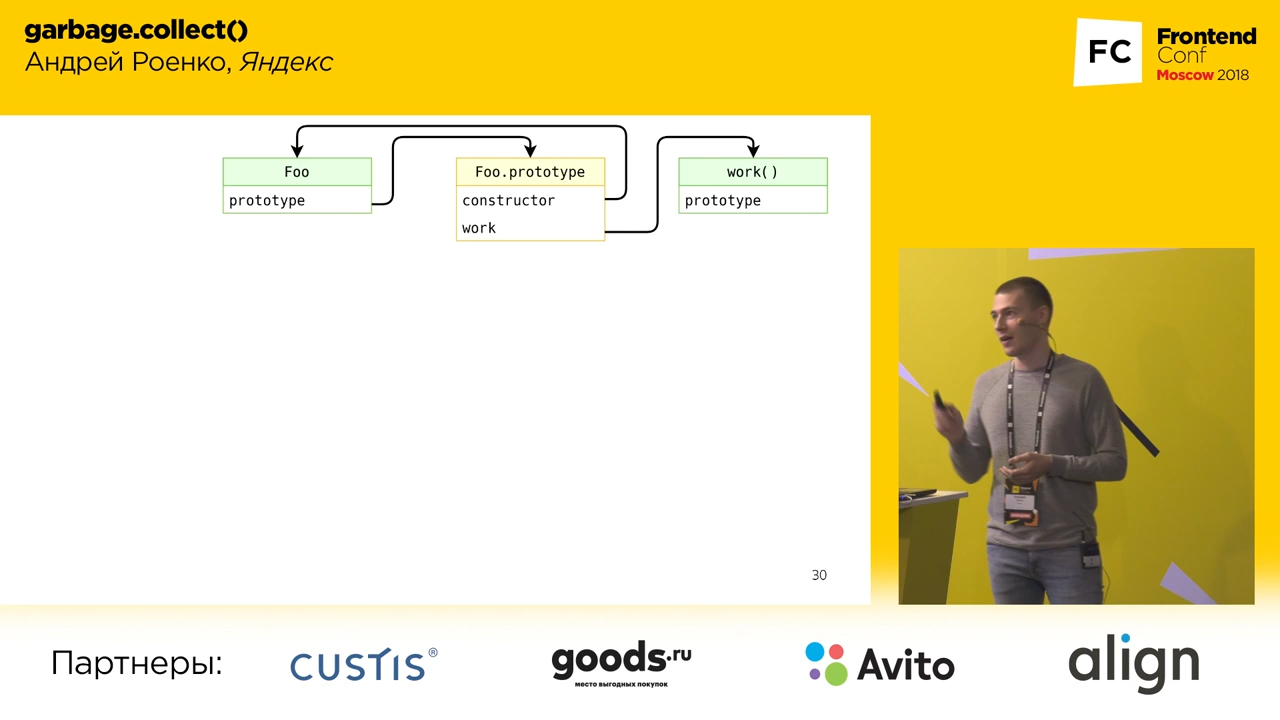 garbage.collect()
Андрей Роенко, Яндекс
FC
Frontend
Conf
Moscow 2018
Foo
prototype
Foo.prototype
constructor
work
work()
prototype
30
Партнеры:
CUSTIS®
goods.ru
место выгодных покупок
Avito
align